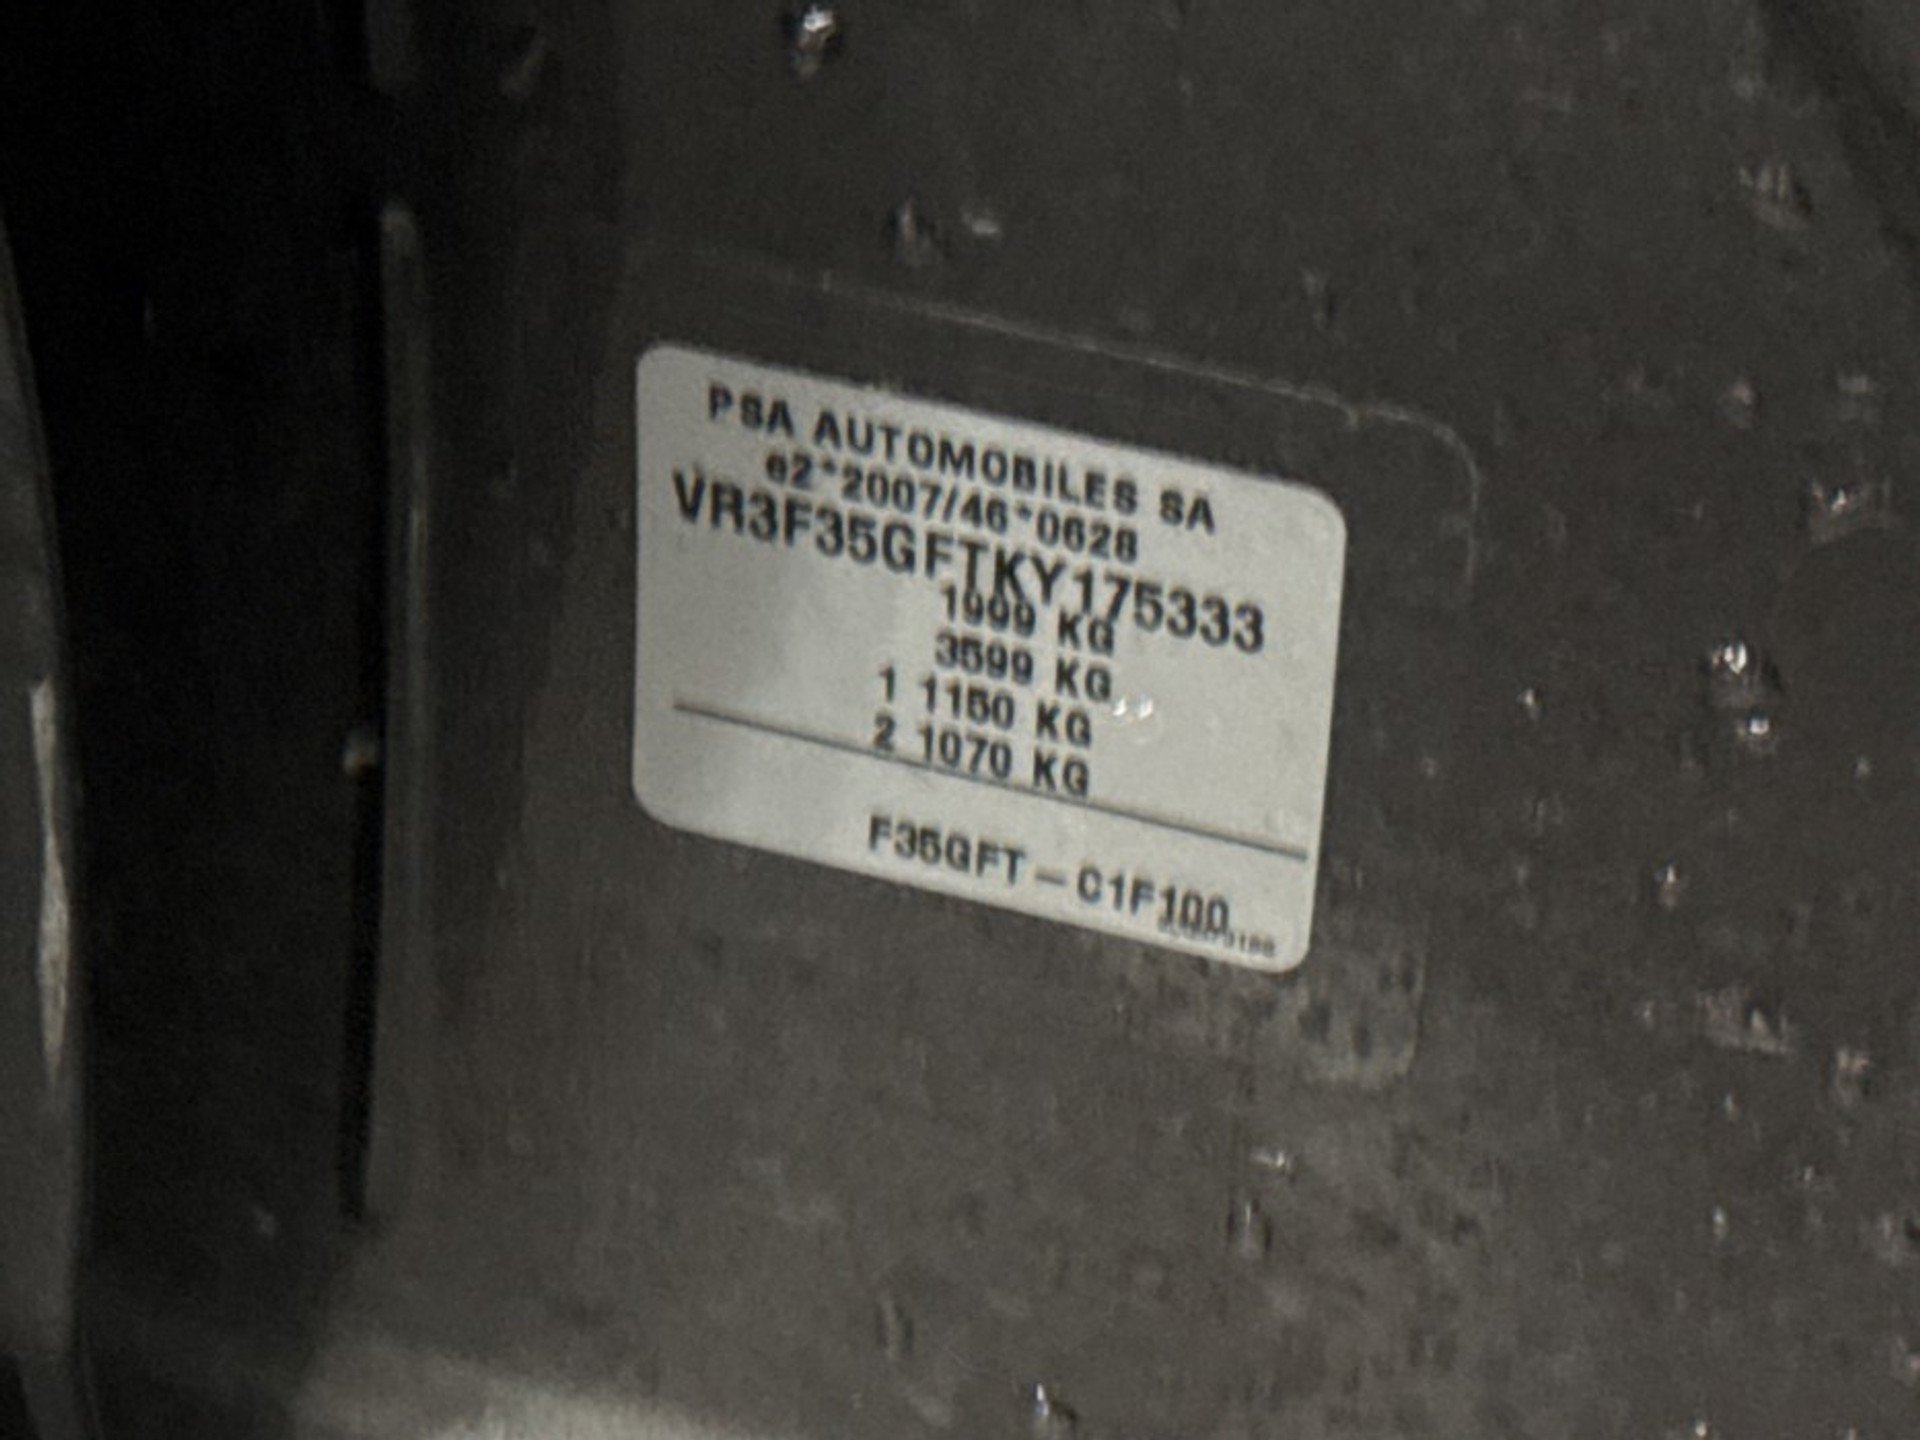 PSA AUTOMOBILES SA
e2*2007/46*0628
VR3F35GFTKY175333
1999 KG
3599 KG
1 1150 KG
2 1070 KG
F35GFT - C1F100